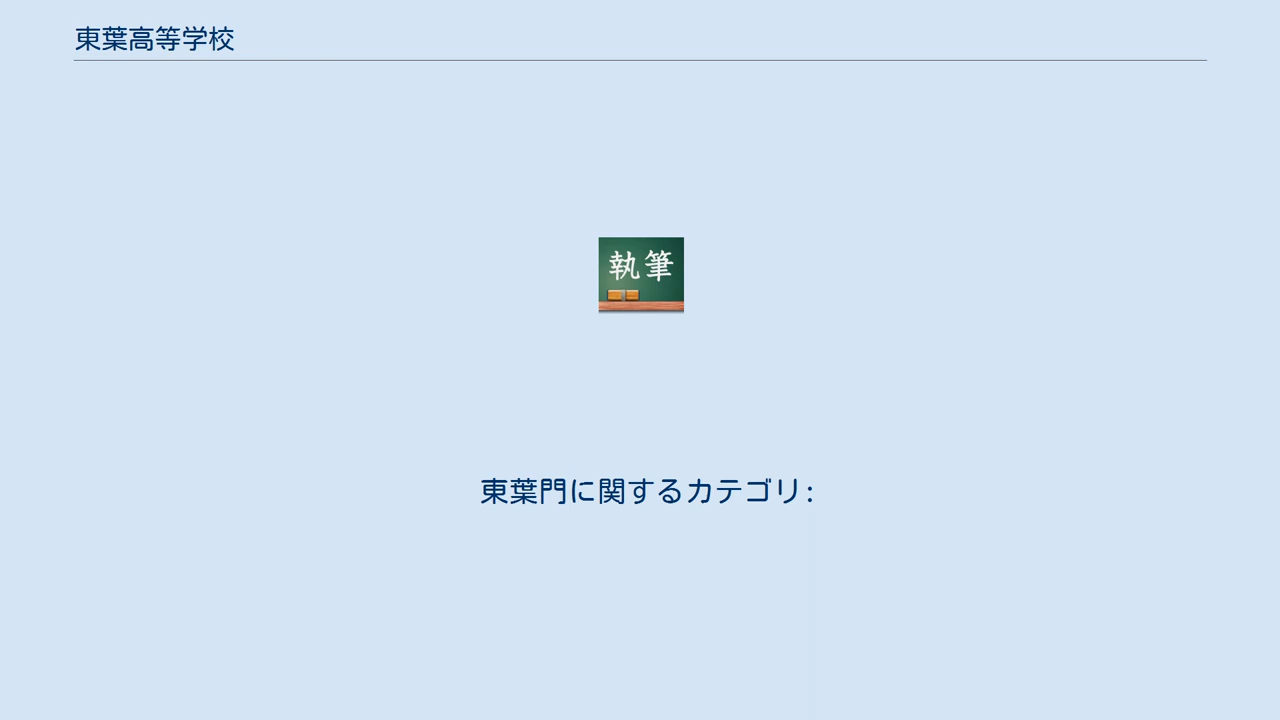 東葉高等学校
執筆
東葉門に関するカテゴリ: